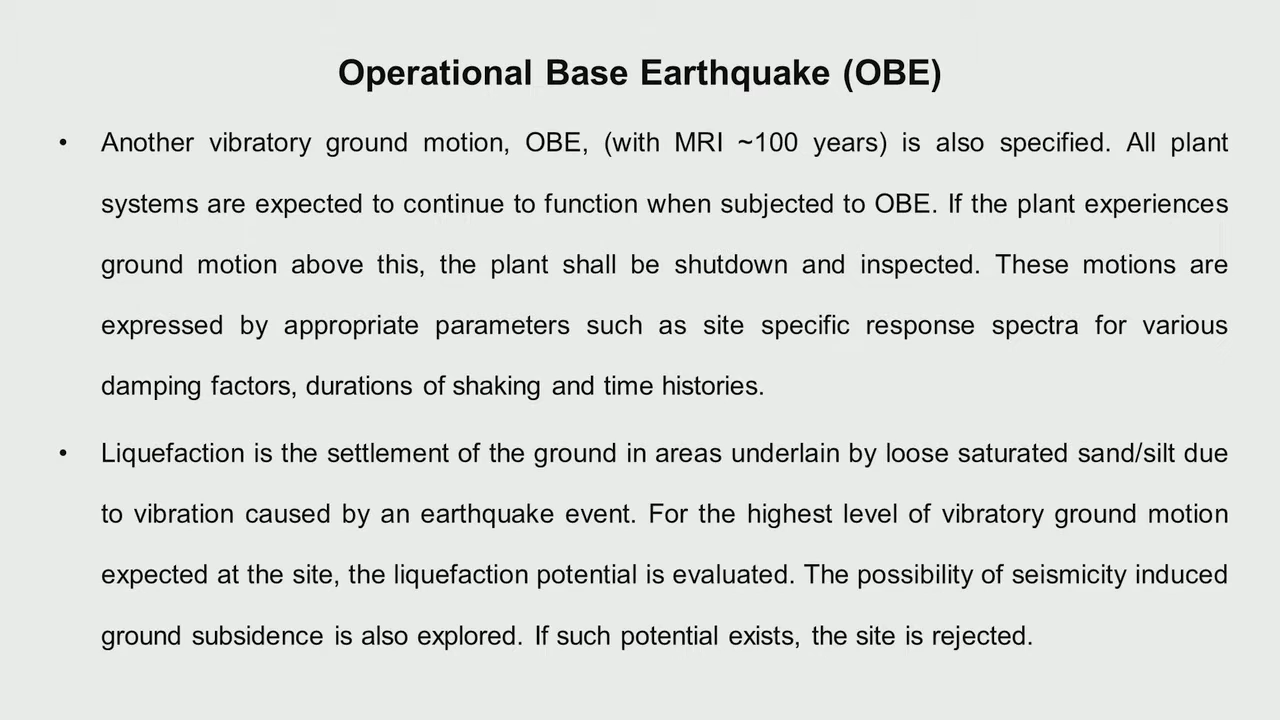 Operational Base Earthquake (OBE)
• Another vibratory ground motion, OBE, (with MRI ~100 years) is also specified. All plant
systems are expected to continue to function when subjected to OBE. If the plant experiences
ground motion above this, the plant shall be shutdown and inspected. These motions are
expressed by appropriate parameters such as site specific response spectra for various
damping factors, durations of shaking and time histories.
• Liquefaction is the settlement of the ground in areas underlain by loose saturated sand/silt due
to vibration caused by an earthquake event. For the highest level of vibratory ground motion
expected at the site, the liquefaction potential is evaluated. The possibility of seismicity induced
ground subsidence is also explored. If such potential exists, the site is rejected.